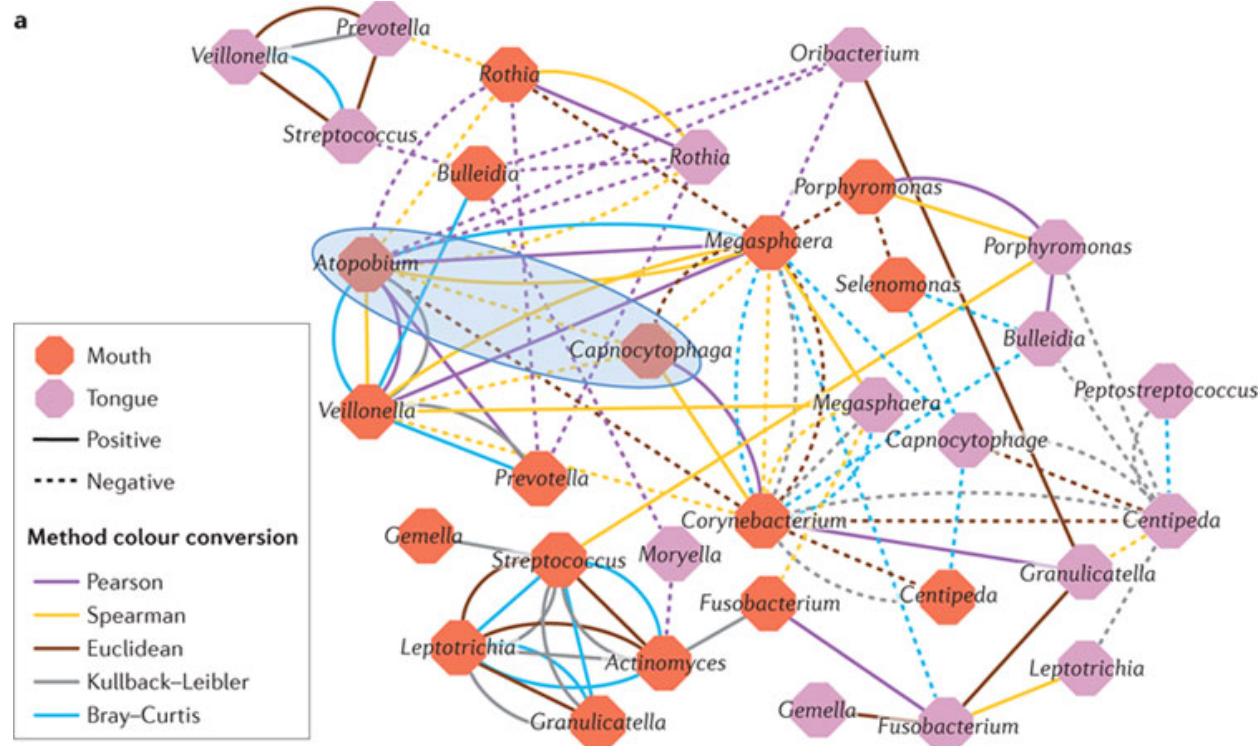 a
Prevotella
Veillonella
Oribacterium
Rothia
Streptococcus
Rothia
Bulleidia
Porphyromonas
Megasphaera
Porphyromonas
Atopobium
Selenomonas
Bulleidia
Capnocytophaga
Mouth
Peptostreptococcus
Tongue
Veillonella
Megasphaera
Positive
Capnocytophage
Negative
Prevotella
Corynebacterium
Centipeda
Gemella
Method colour conversion
Streptococcus
Moryella
Granulicatella
Pearson
Centipeda
Fusobacterium
Spearman
Euclidean
Leptotrichia
Actinomyces
Leptotrichia
Kullback–Leibler
Bray–Curtis
Granulicatella
Gemella
Fusobacterium